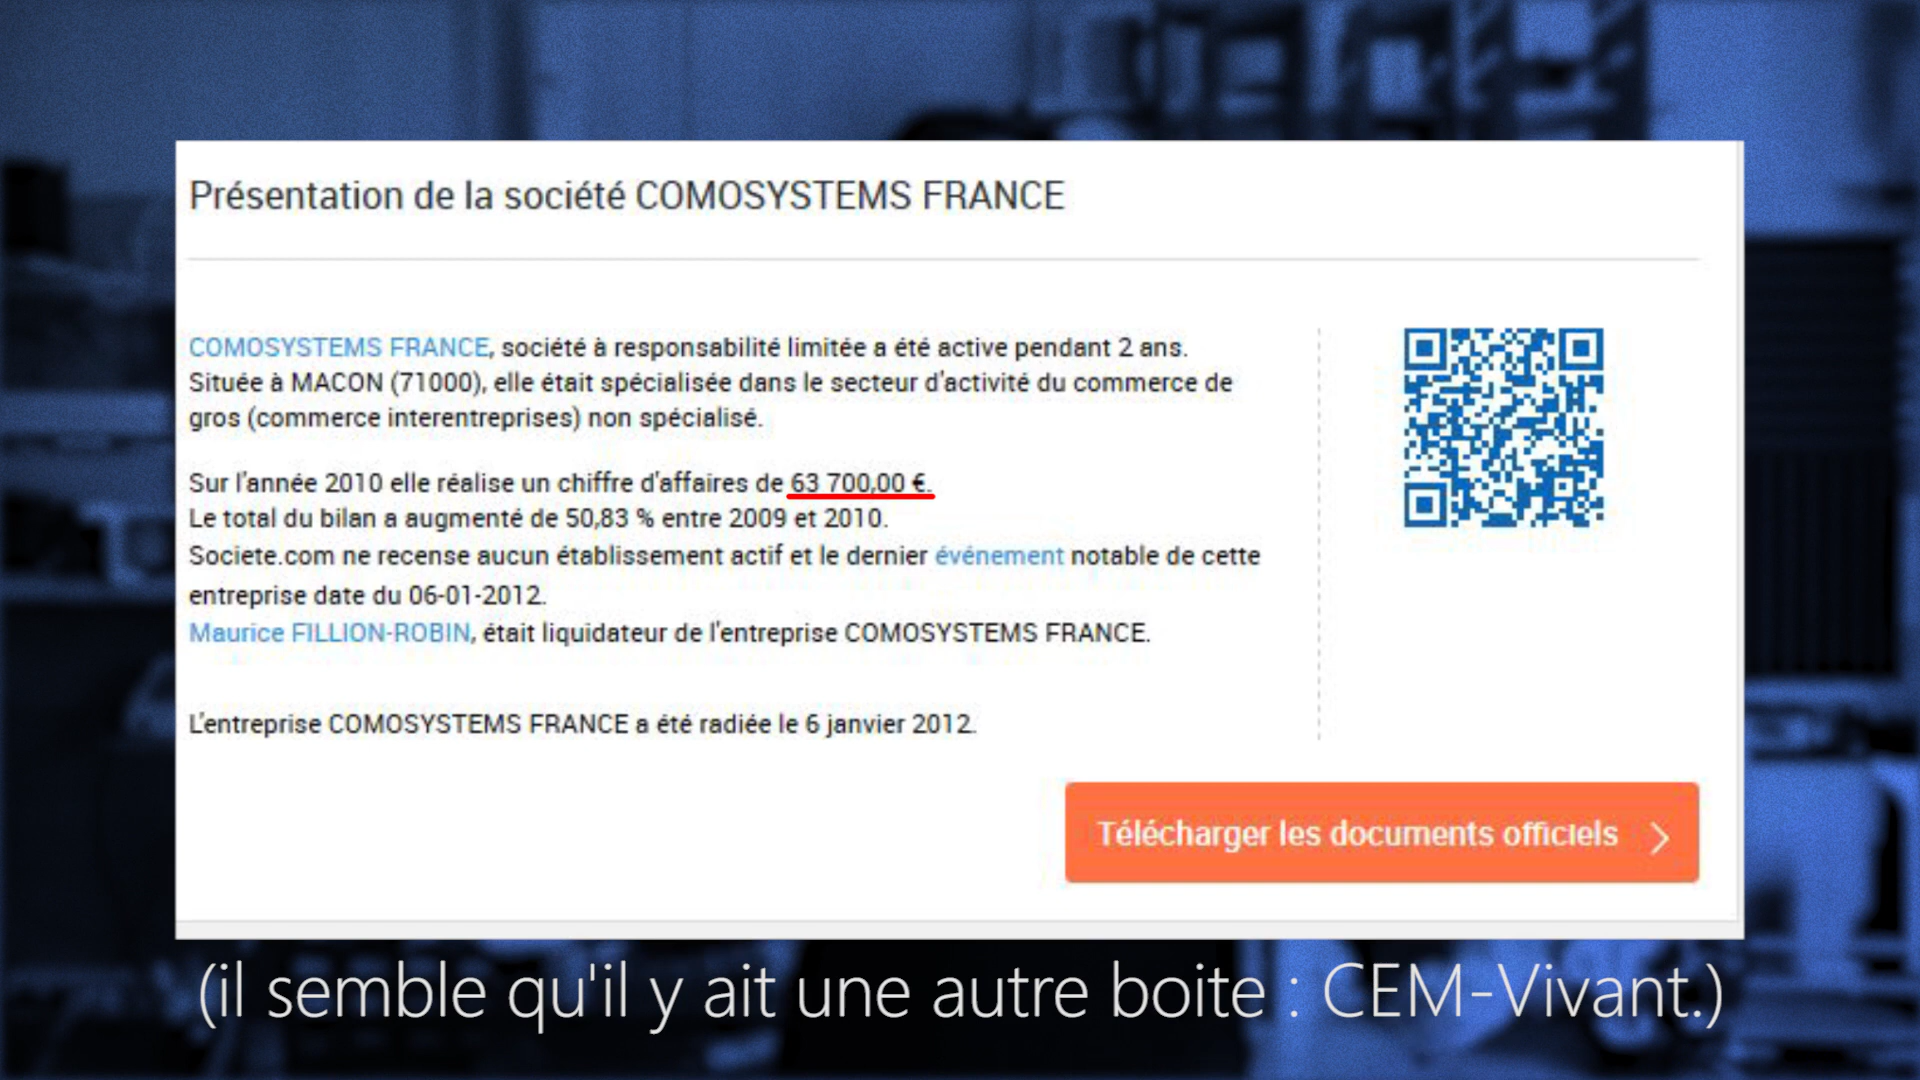 Présentation de la société COMOSYSTEMS FRANCE
COMOSYSTEMS FRANCE, société à responsabilité limitée a été active pendant 2 ans.
Située à MACON (71000), elle était spécialisée dans le secteur d'activité du commerce de
gros (commerce interentreprises) non spécialisé.
Sur l'année 2010 elle réalise un chiffre d'affaires de 63 700,00 €.
Le total du bilan a augmenté de 50,83 % entre 2009 et 2010.
Societe.com ne recense aucun établissement actif et le dernier événement notable de cette
entreprise date du 06-01-2012.
Maurice FILLION-ROBIN, était liquidateur de l'entreprise COMOSYSTEMS FRANCE.
L'entreprise COMOSYSTEMS FRANCE a été radiée le 6 janvier 2012.
Télécharger les documents officiels
(il semble qu'il y ait une autre boite : CEM-Vivant.)